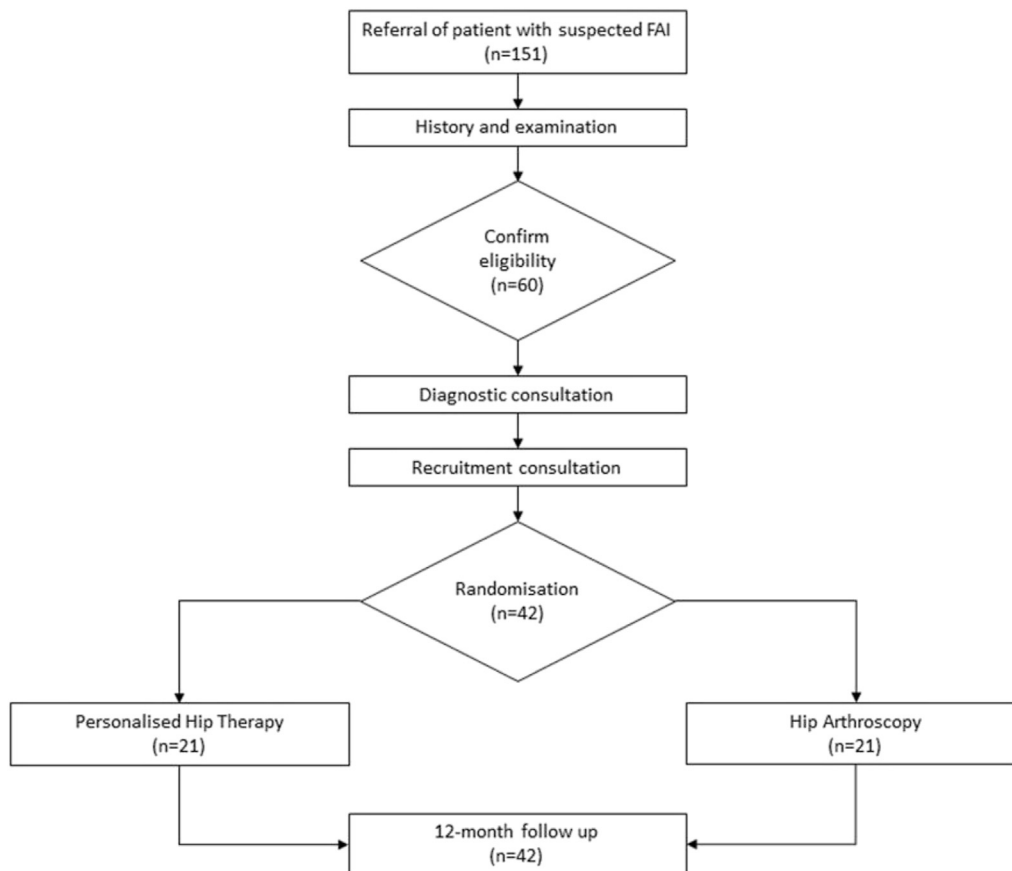 Referral of patient with suspected FAI
(n=151)
History and examination
Confirm
eligibility
(n=60)
Diagnostic consultation
Recruitment consultation
Randomisation
(n=42)
Personalised Hip Therapy
(n=21)
Hip Arthroscopy
(n=21)
12-month follow up
(n=42)